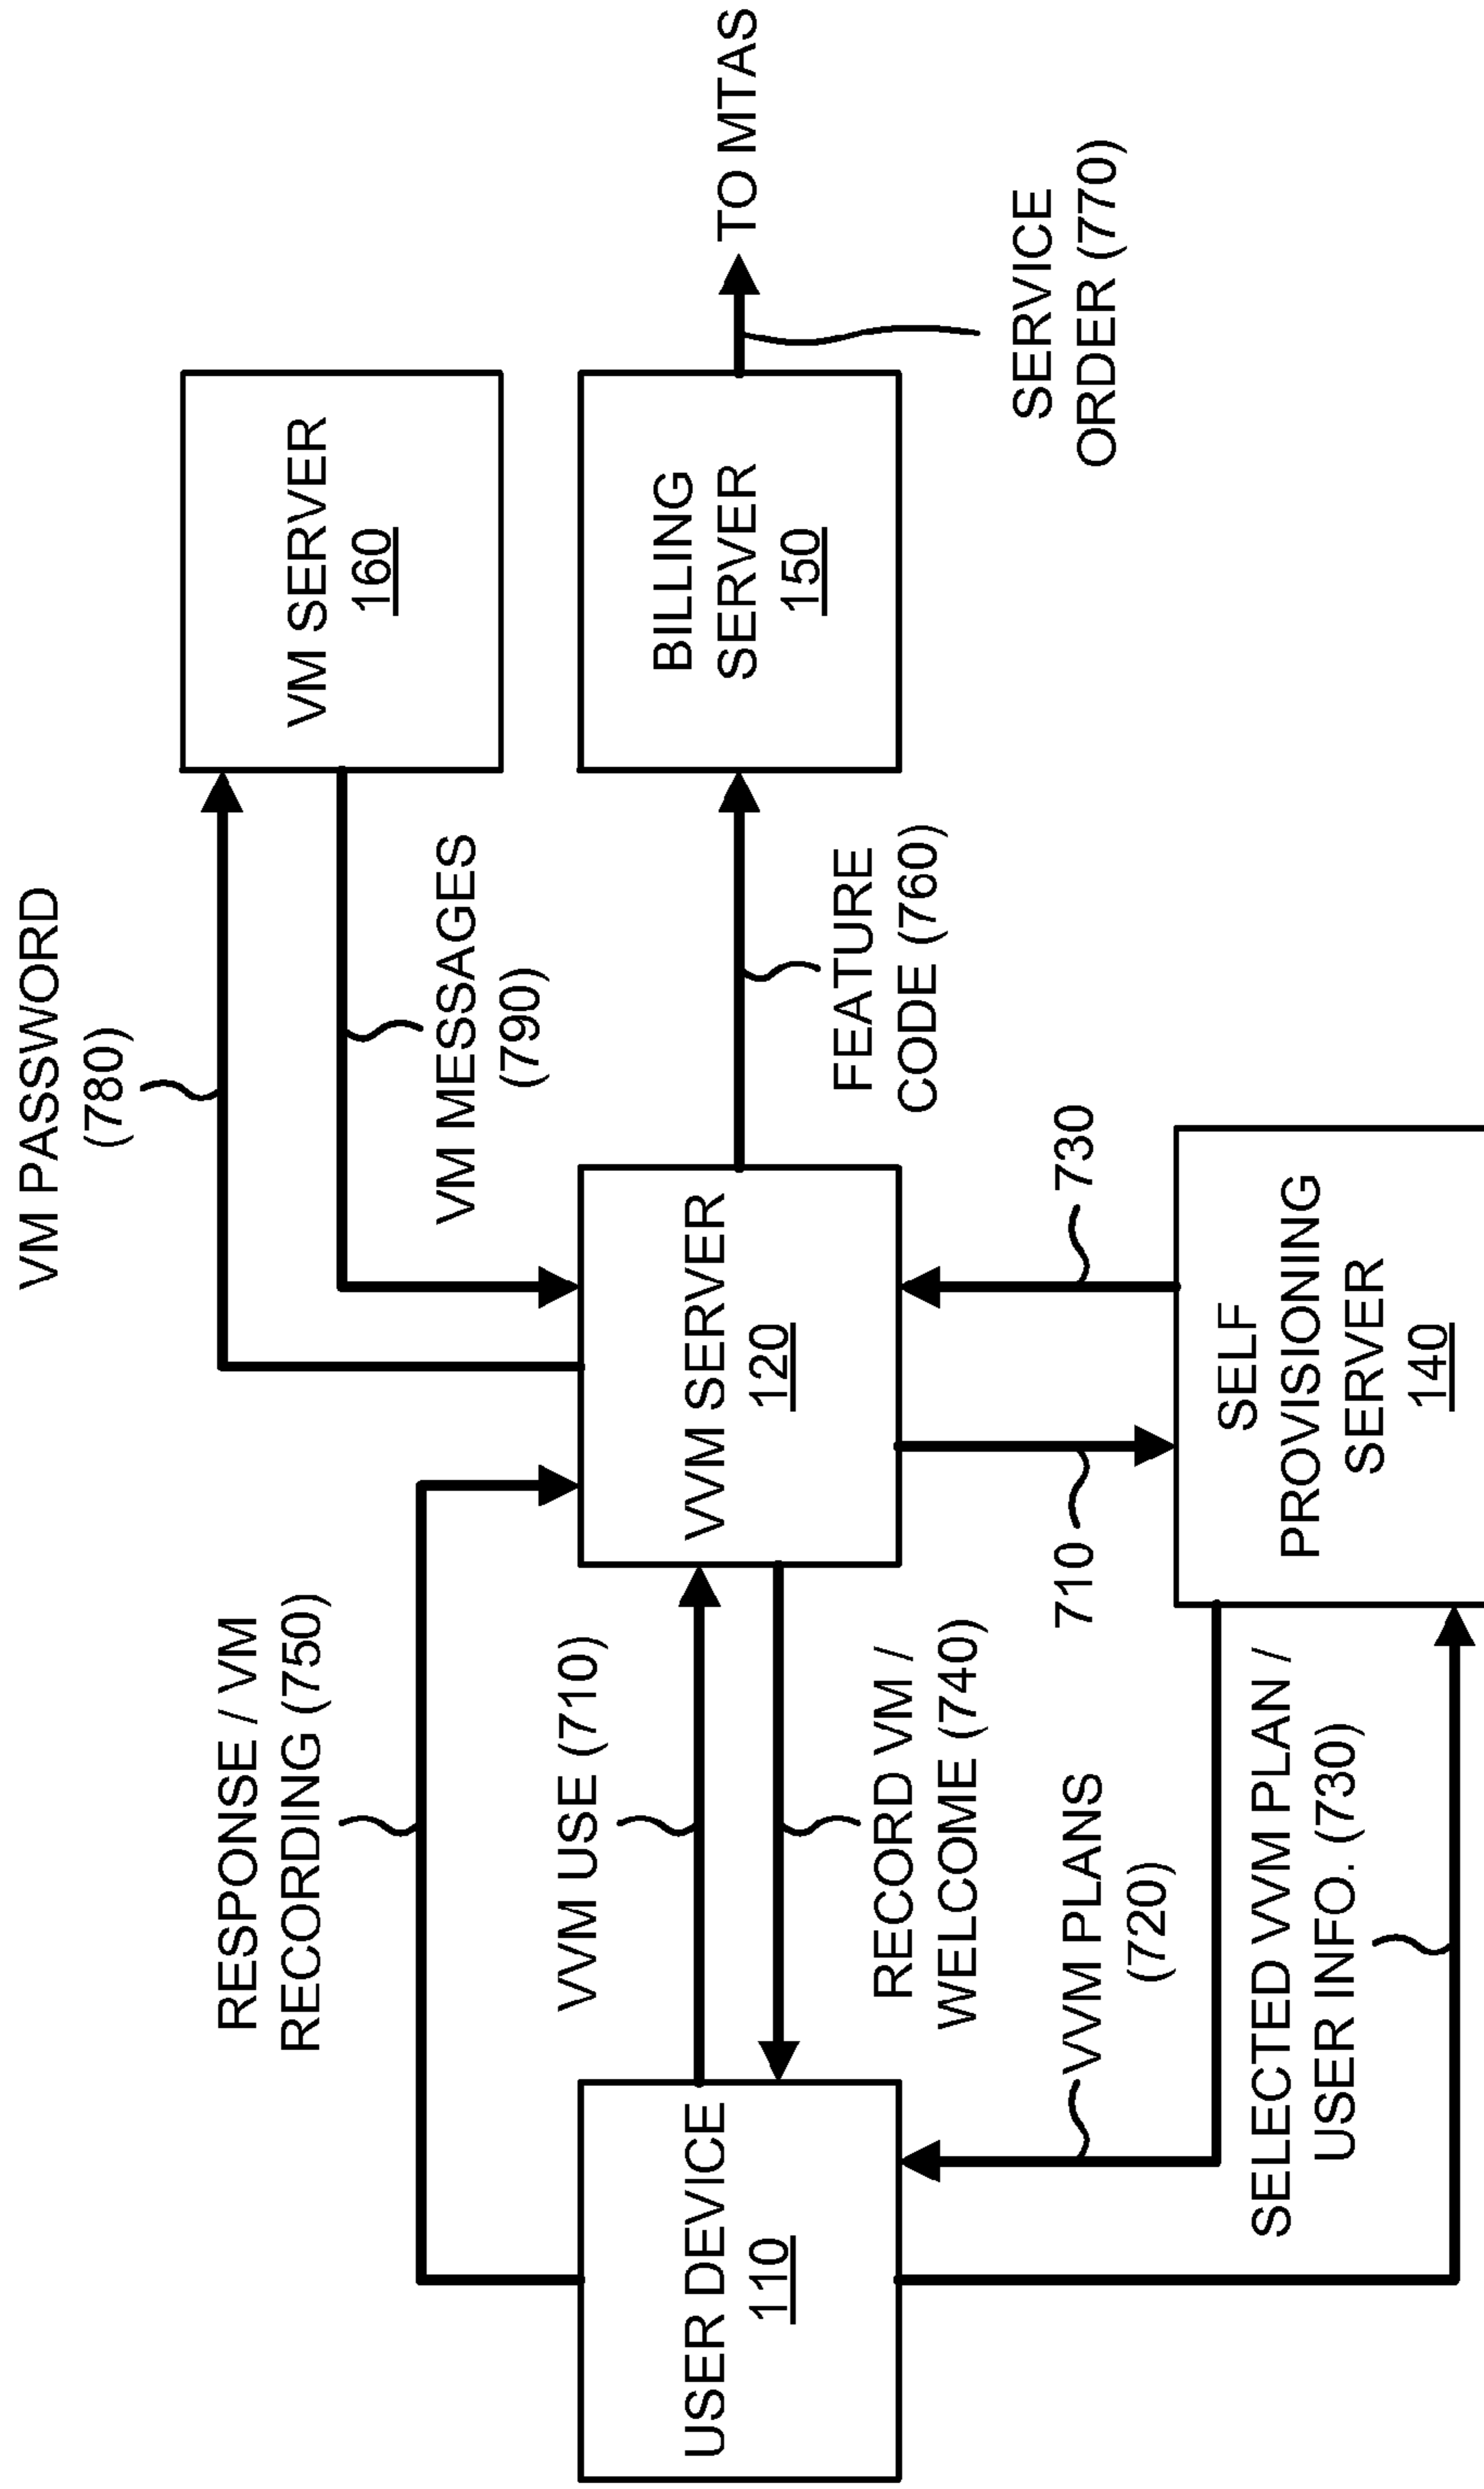 VM PASSWORD
(780)
VM MESSAGES
(790)
VM SERVER
160
RESPONSE / VM
RECORDING (750)
VVM USE (710)
USER DEVICE
110
VVM SERVER
120
BILLING
SERVER
150
TO MTAS
RECORD VM /
WELCOME (740)
FEATURE
CODE (760)
SERVICE
ORDER (770)
VVM PLANS
(720)
710
730
SELECTED VVM PLAN /
USER INFO. (730)
SELF
PROVISIONING
SERVER
140